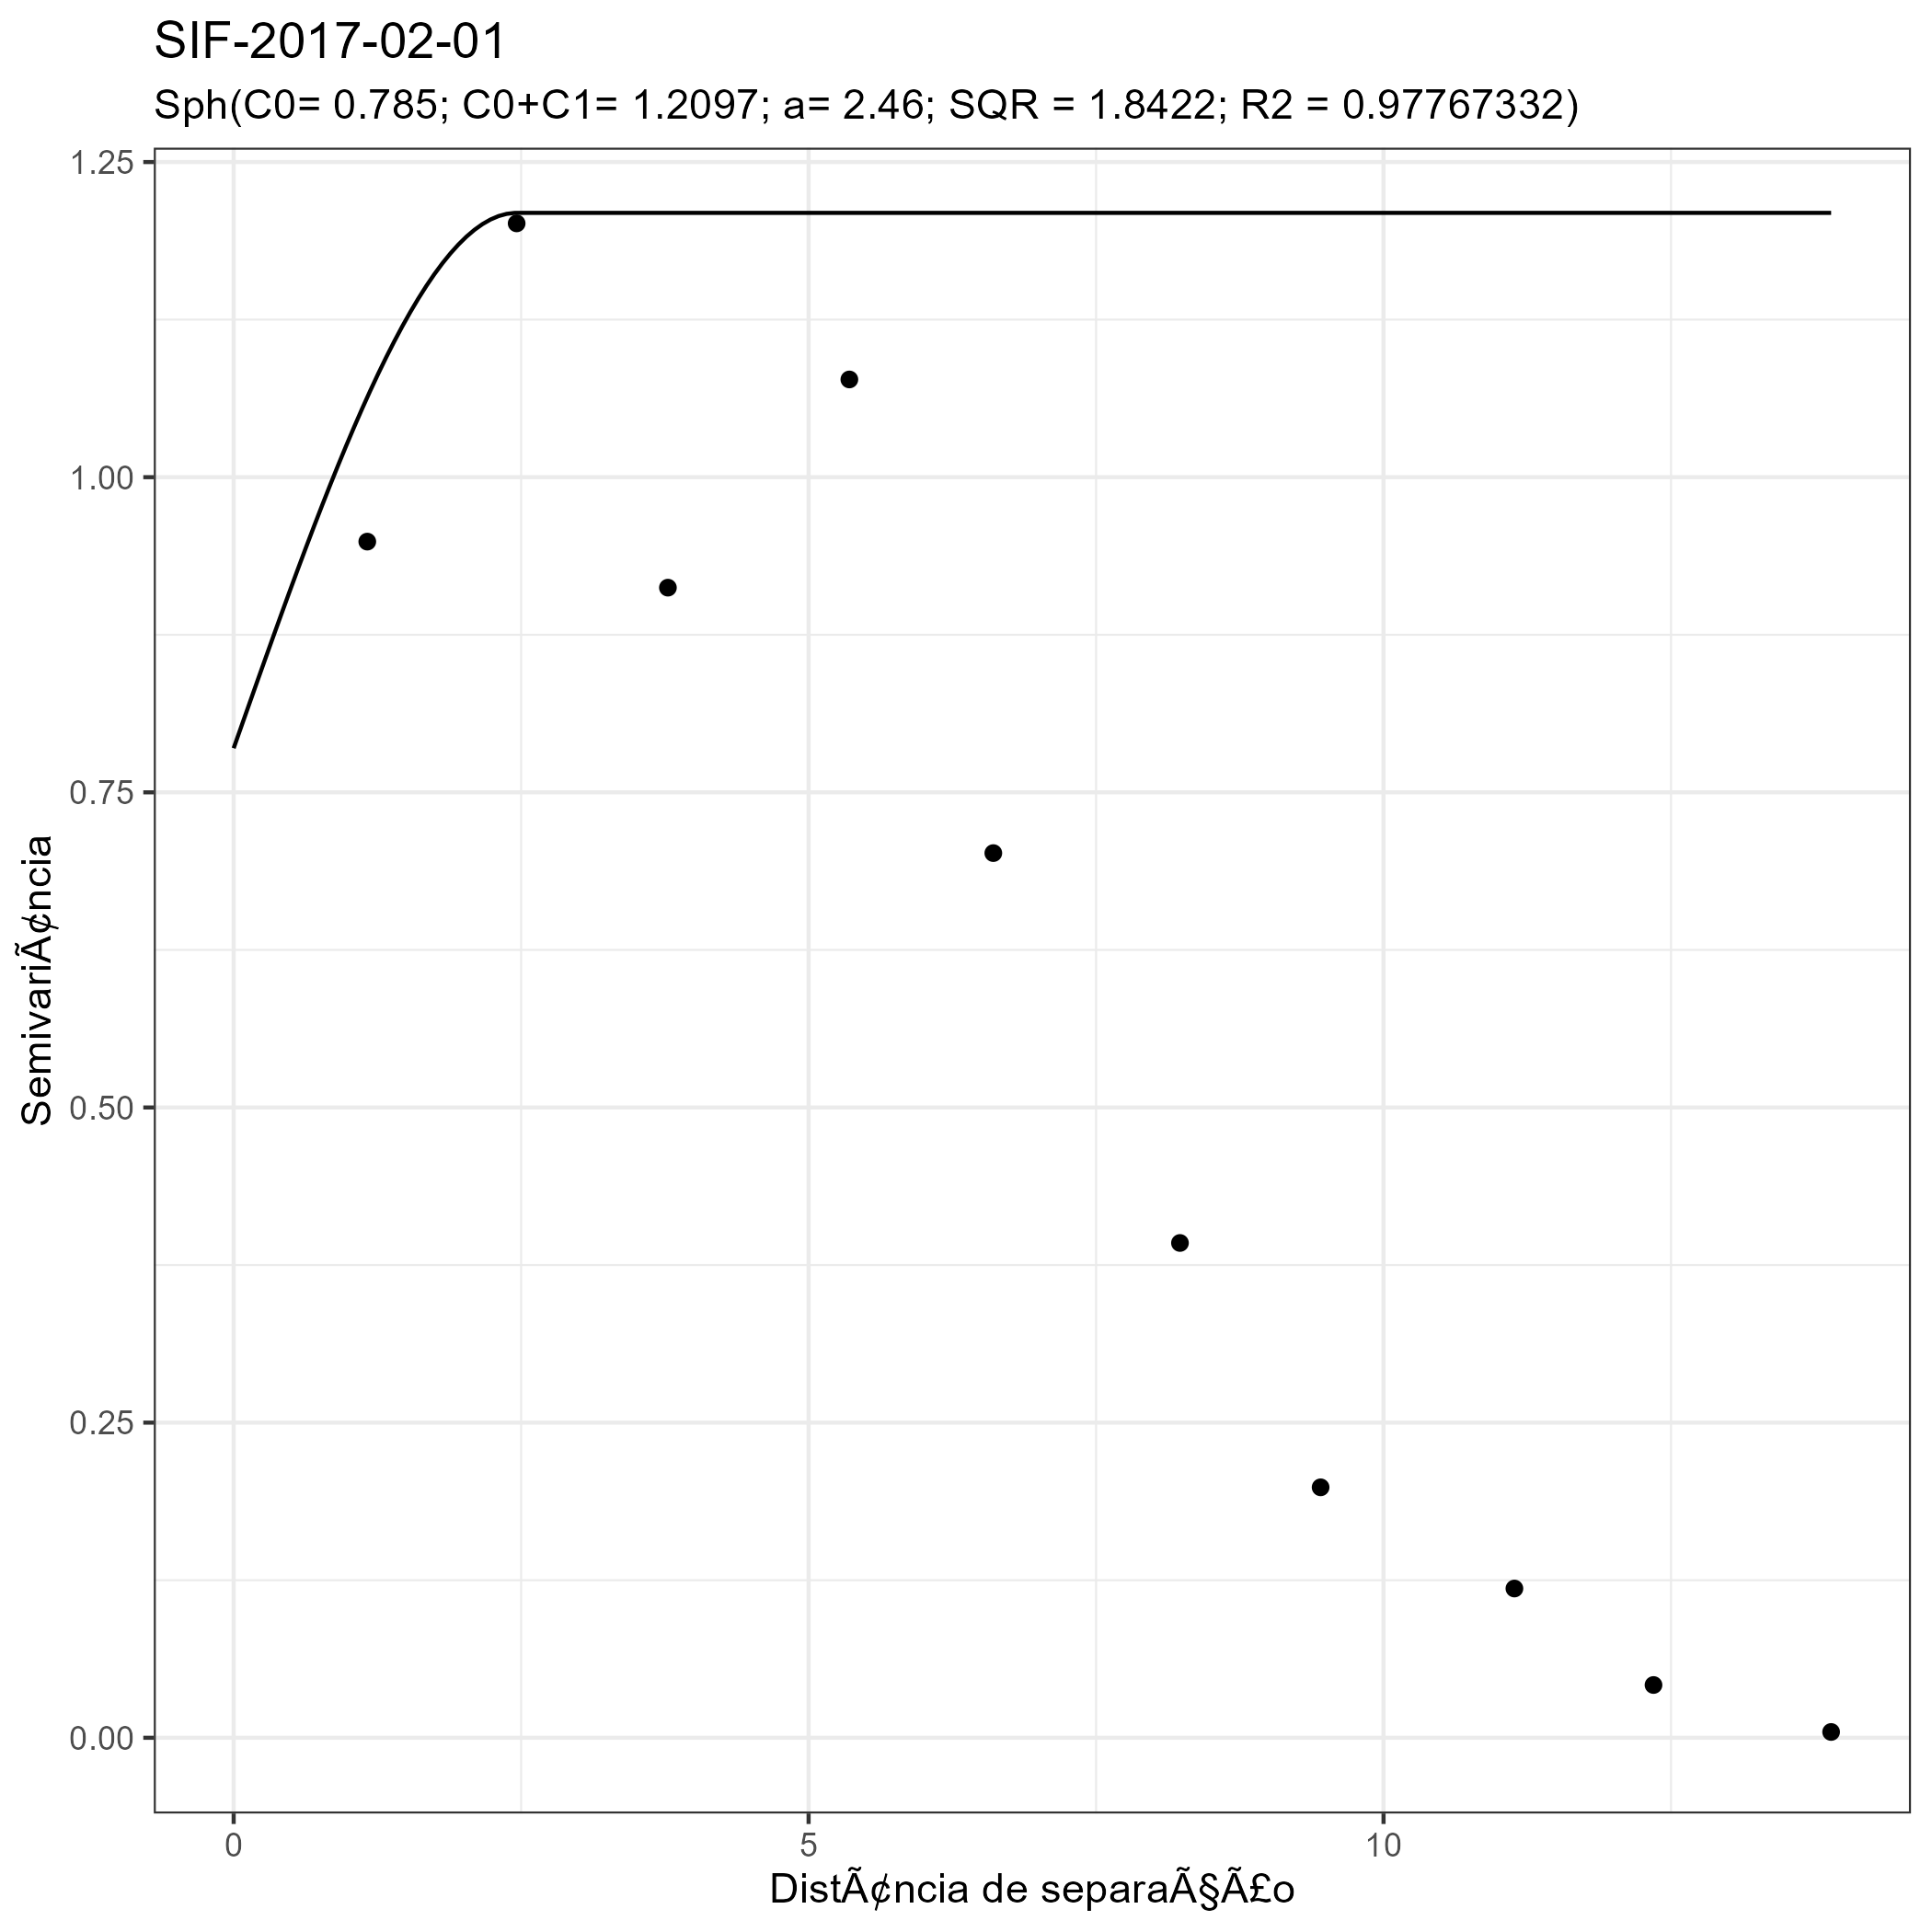 SIF-2017-02-01
Sph(C0= 0.785; C0+C1= 1.2097; a= 2.46; SQR = 1.8422; R2 = 0.97767332)
1.25
1.00
0.75
0.50
0.25
0.00
SemivariÃ¢ncia
0 5 10
DistÃ¢ncia de separaÃ§Ã£o